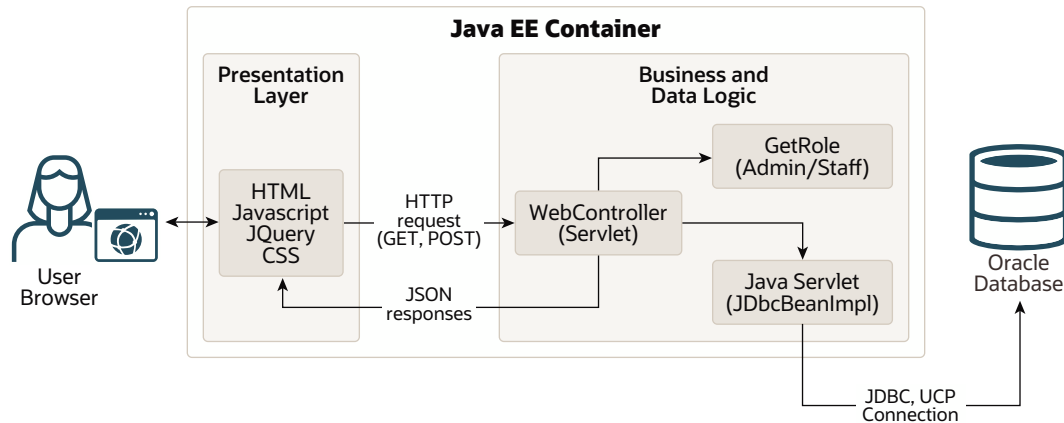 Java EE Container
Presentation
Layer
Business and
Data Logic
GetRole
(Admin/Staff)
HTML
Javascript
JQuery
CSS
HTTP
request
(GET, POST)
WebController
(Servlet)
User
Browser
JSON
responses
Java Servlet
(JDbcBeanImpl)
Oracle
Database
JDBC, UCP
Connection